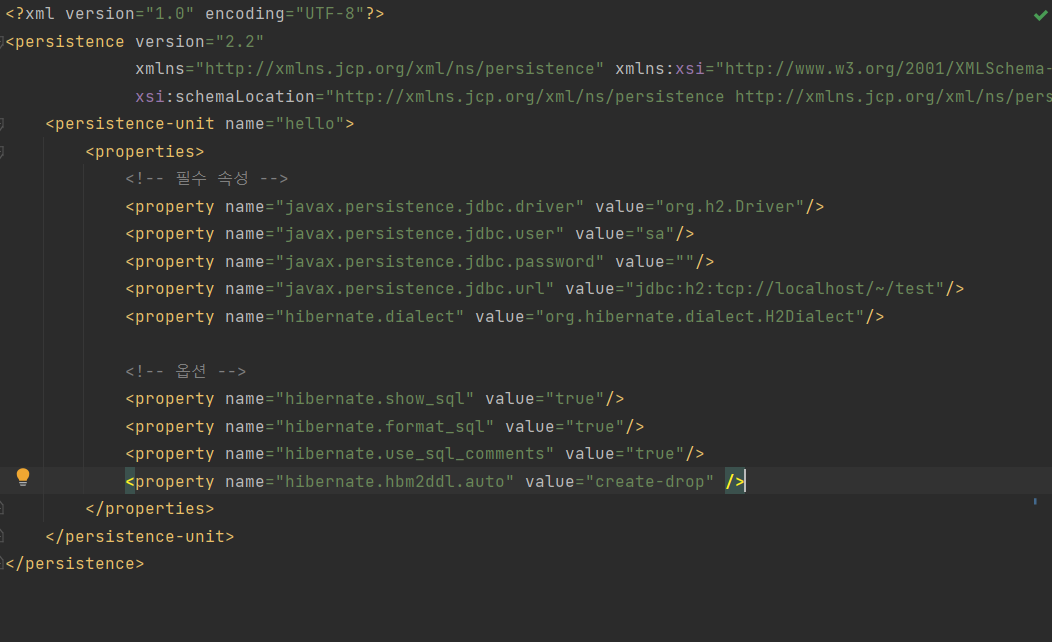 <?xml version="1.0" encoding="UTF-8"?>
<persistence version="2.2"
xmlns="http://xmlns.jcp.org/xml/ns/persistence" xmlns:xsi="http://www.w3.org/2001/XMLSchema-
xsi:schemaLocation="http://xmlns.jcp.org/xml/ns/persistence http://xmlns.jcp.org/xml/ns/pers
<persistence-unit name="hello">
<properties>
<!-- 필수 속성 -->
<property name="javax.persistence.jdbc.driver" value="org.h2.Driver"/>
<property name="javax.persistence.jdbc.user" value="sa"/>
<property name="javax.persistence.jdbc.password" value=""/>
<property name="javax.persistence.jdbc.url" value="jdbc:h2:tcp://localhost/~/test"/>
<property name="hibernate.dialect" value="org.hibernate.dialect.H2Dialect"/>
<!-- 옵션 -->
<property name="hibernate.show_sql" value="true"/>
<property name="hibernate.format_sql" value="true"/>
<property name="hibernate.use_sql_comments" value="true"/>
<property name="hibernate.hbm2ddl.auto" value="create-drop" />
</properties>
</persistence-unit>
</persistence>